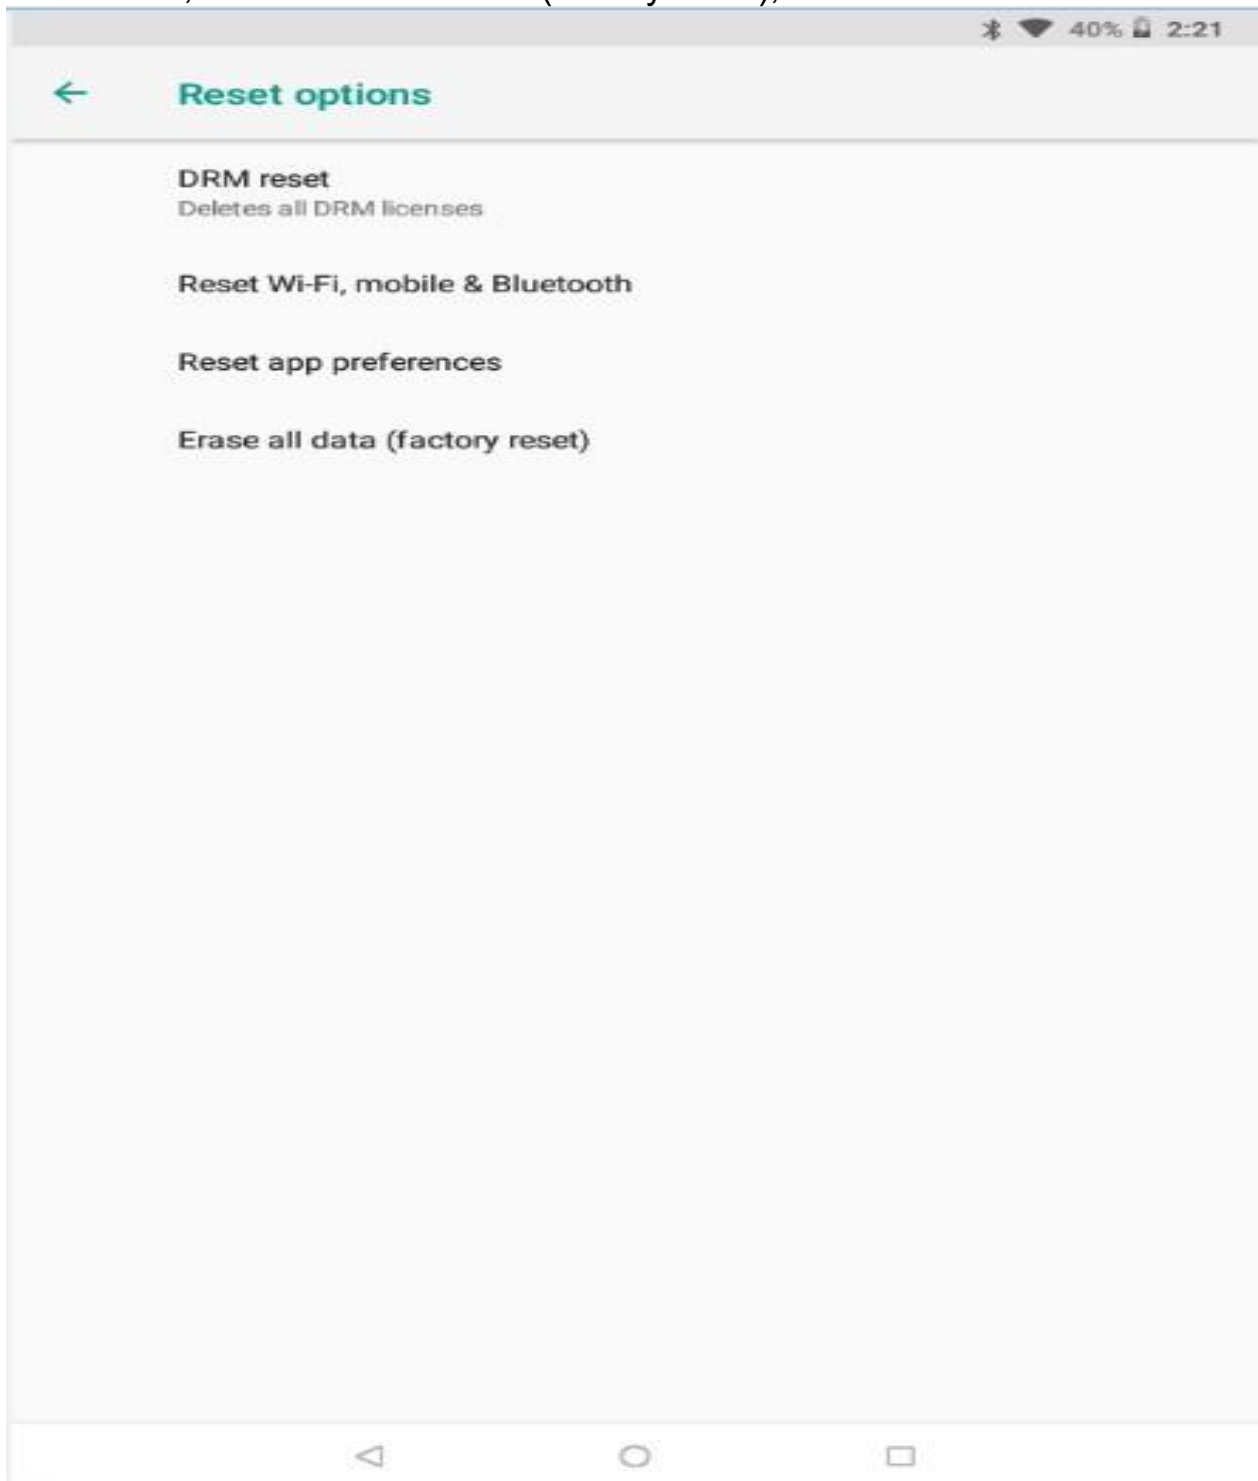 40% 2:21
Reset options
DRM reset
Deletes all DRM licenses
Reset Wi-Fi, mobile & Bluetooth
Reset app preferences
Erase all data (factory reset)